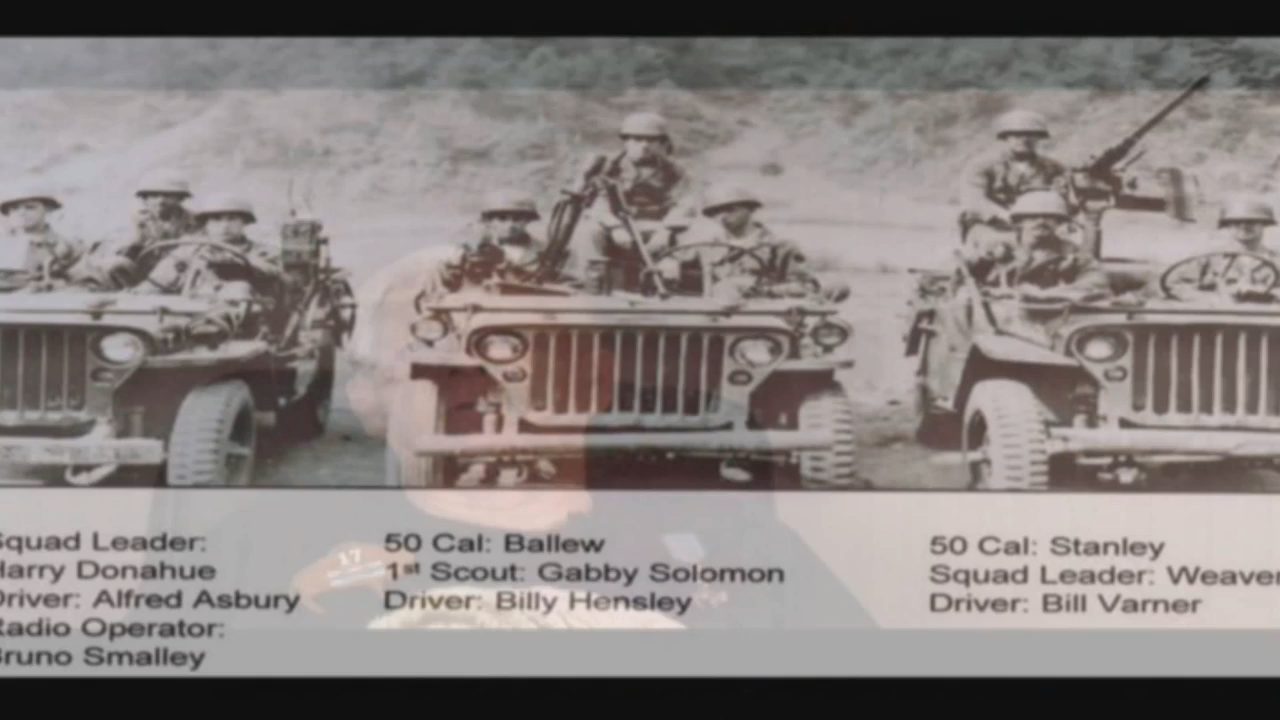 Squad Leader:
Harry Donahue
Driver: Alfred Asbury
Radio Operator:
Bruno Smalley
50 Cal: Ballew
1st Scout: Gabby Solomon
Driver: Billy Hensley
50 Cal: Stanley
Squad Leader: Weaver
Driver: Bill Varner
17